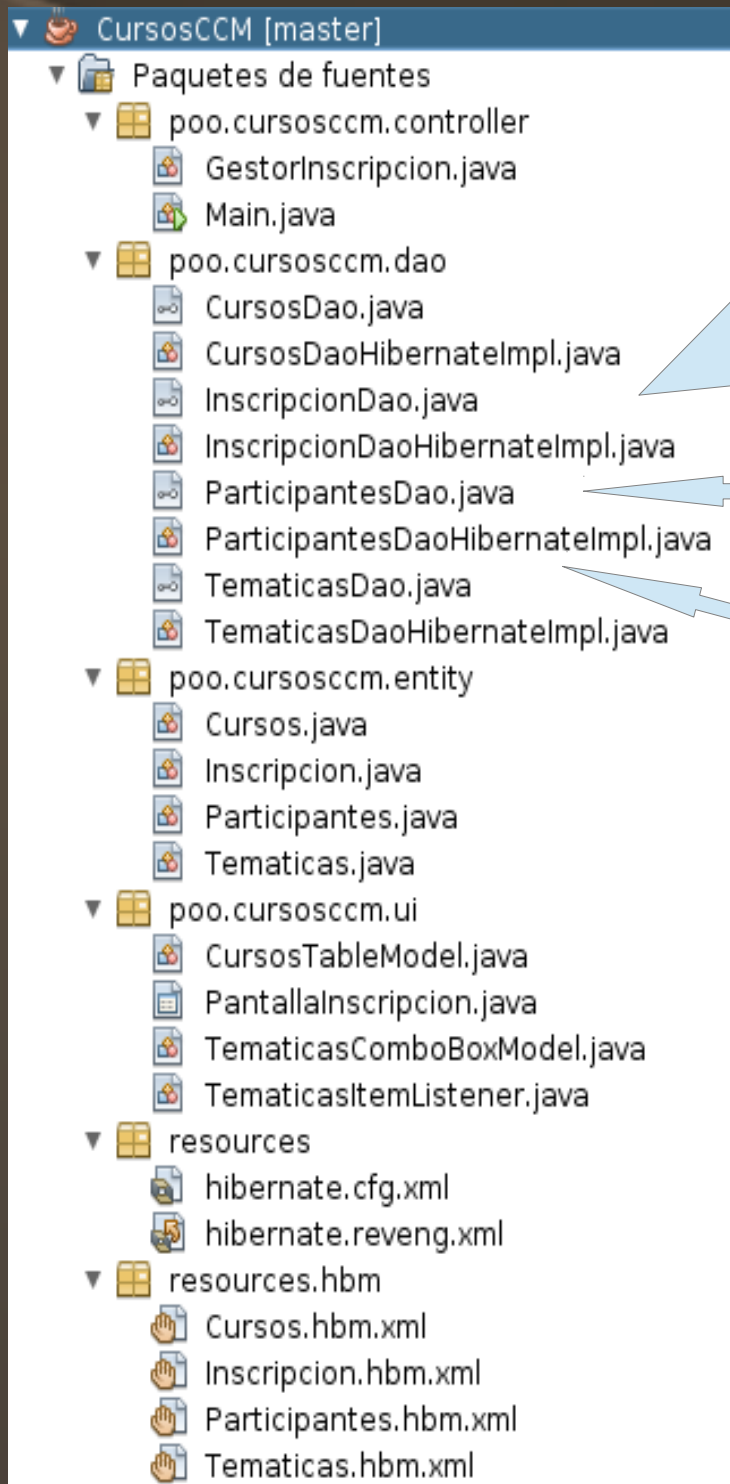 CursosCCM [master]
Paquetes de fuentes
poo.cursosccm.controller
GestorInscripcion.java
Main.java
poo.cursosccm.dao
CursosDao.java
CursosDaoHibernateImpl.java
InscripcionDao.java
InscripcionDaoHibernateImpl.java
ParticipantesDao.java
ParticipantesDaoHibernateImpl.java
TematicasDao.java
TematicasDaoHibernateImpl.java
poo.cursosccm.entity
Cursos.java
Inscripcion.java
Participantes.java
Tematicas.java
poo.cursosccm.ui
CursosTableModel.java
PantallaInscripcion.java
TematicasComboBoxModel.java
TematicasItemListener.java
resources
hibernate.cfg.xml
hibernate.reveng.xml
resources.hbm
Cursos.hbm.xml
Inscripcion.hbm.xml
Participantes.hbm.xml
Tematicas.hbm.xml